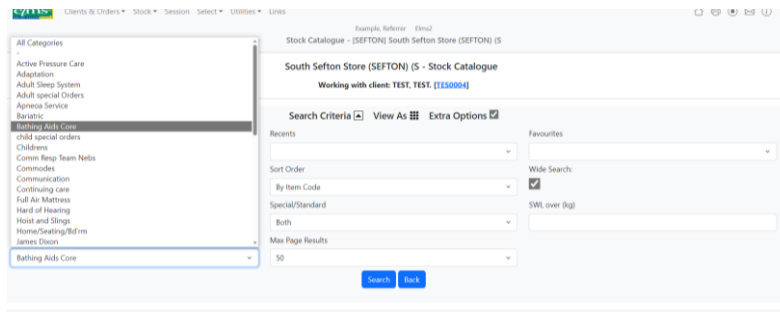 Clients & Orders Stock Session Select Utilities Links
Example, Referrer Elms2
Stock Catalogue - [SEFTON] South Sefton Store (SEFTON) (S
South Sefton Store (SEFTON) (S - Stock Catalogue
Working with client: TEST, TEST. [TES0004]
Search Criteria View As Extra Options
All Categories
-
Active Pressure Care
Adaptation
Adult Sleep System
Adult special Orders
Apnoea Service
Bariatric
Bathing Aids Core
child special orders
Childrens
Comm Resp Team Nebs
Commodes
Communication
Continuing care
Full Air Mattress
Hard of Hearing
Hoist and Slings
Home/Seating/Bd'rm
James Dixon
Bathing Aids Core
Recents
Favourites
Sort Order
By Item Code
Wide Search:
Special/Standard
Both
SWL over (kg)
Max Page Results
50
Search Back